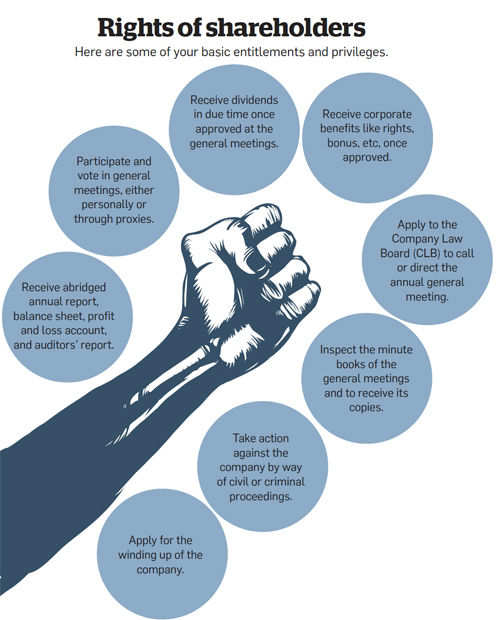 Rights of shareholders
Here are some of your basic entitlements and privileges.
Receive dividends
in due time once
approved at the
general meetings.
Receive corporate
benefits like rights,
bonus, etc, once
approved.
Participate and
vote in general
meetings, either
personally or
through proxies.
Apply to the
Company Law
Board (CLB) to call
or direct the
annual general
meeting.
Receive abridged
annual report,
balance sheet, profit
and loss account,
and auditors' report.
Inspect the minute
books of the
general meetings
and to receive its
copies.
Take action
against the
company by way
of civil or criminal
proceedings.
Apply for the
winding up of the
company.